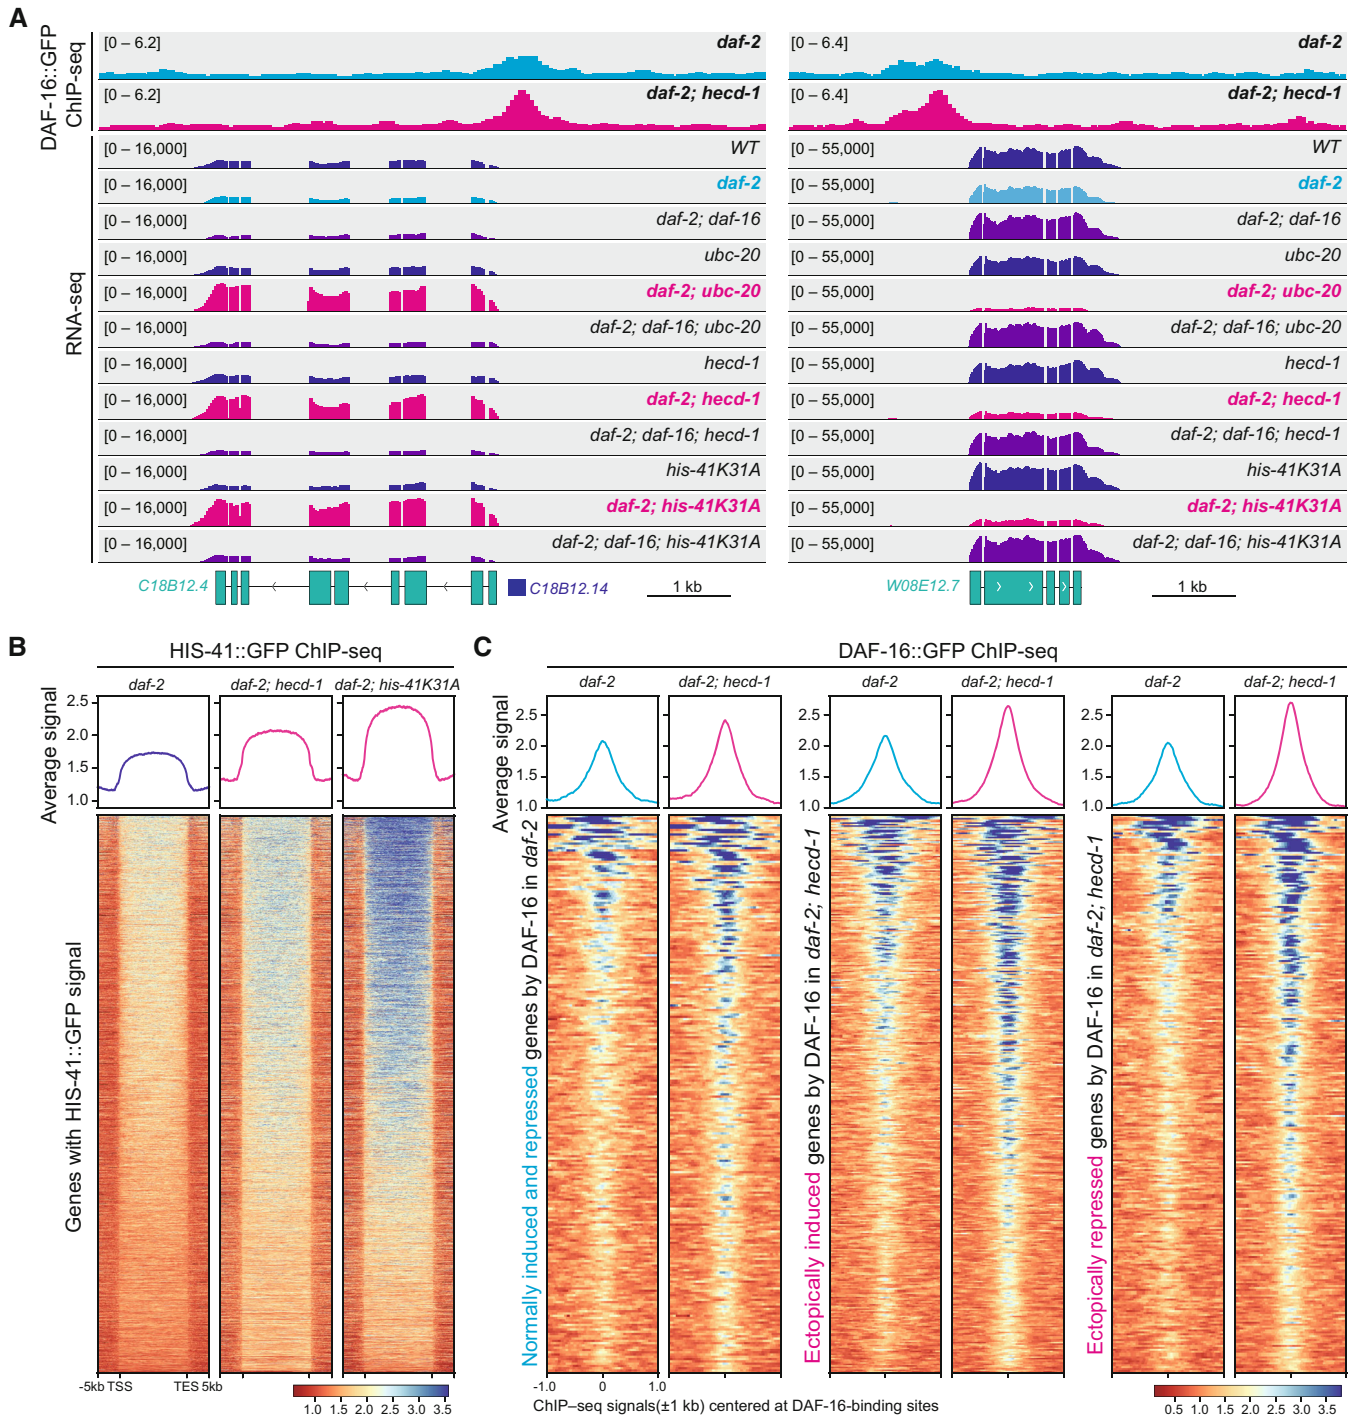 A
DAF-16::GFP
ChIP-seq
[0 – 6.2]
daf-2
[0 – 6.4]
daf-2
[0 – 6.2]
daf-2; hecd-1
[0 – 6.4]
daf-2; hecd-1
RNA-seq
[0 – 16,000]
WT
[0 – 55,000]
WT
[0 – 16,000]
daf-2
[0 – 55,000]
daf-2
[0 – 16,000]
daf-2; daf-16
[0 – 55,000]
daf-2; daf-16
[0 – 16,000]
ubc-20
[0 – 55,000]
ubc-20
[0 – 16,000]
daf-2; ubc-20
[0 – 55,000]
daf-2; ubc-20
[0 – 16,000]
daf-2; daf-16; ubc-20
[0 – 55,000]
daf-2; daf-16; ubc-20
[0 – 16,000]
hecd-1
[0 – 55,000]
hecd-1
[0 – 16,000]
daf-2; hecd-1
[0 – 55,000]
daf-2; hecd-1
[0 – 16,000]
daf-2; daf-16; hecd-1
[0 – 55,000]
daf-2; daf-16; hecd-1
[0 – 16,000]
his-41K31A
[0 – 55,000]
his-41K31A
[0 – 16,000]
daf-2; his-41K31A
[0 – 55,000]
daf-2; his-41K31A
[0 – 16,000]
daf-2; daf-16; his-41K31A
[0 – 55,000]
daf-2; daf-16; his-41K31A
C18B12.4
C18B12.14
1 kb
W08E12.7
1 kb
B
HIS-41::GFP ChIP-seq
daf-2
daf-2; hecd-1
daf-2; his-41K31A
Average signal
2.5
2.0
1.5
1.0
Genes with HIS-41::GFP signal
-5kb TSS
TES 5kb
1.0 1.5 2.0 2.5 3.0 3.5
C
DAF-16::GFP ChIP-seq
daf-2
daf-2; hecd-1
daf-2
daf-2; hecd-1
daf-2
daf-2; hecd-1
Average signal
2.5
2.0
1.5
1.0
2.5
2.0
1.5
1.0
2.5
2.0
1.5
1.0
Normally induced and repressed genes by DAF-16 in daf-2
Ectopically induced genes by DAF-16 in daf-2; hecd-1
Ectopically repressed genes by DAF-16 in daf-2; hecd-1
-1.0
0
1.0
ChIP–seq signals(±1 kb) centered at DAF-16-binding sites
0.5 1.0 1.5 2.0 2.5 3.0 3.5